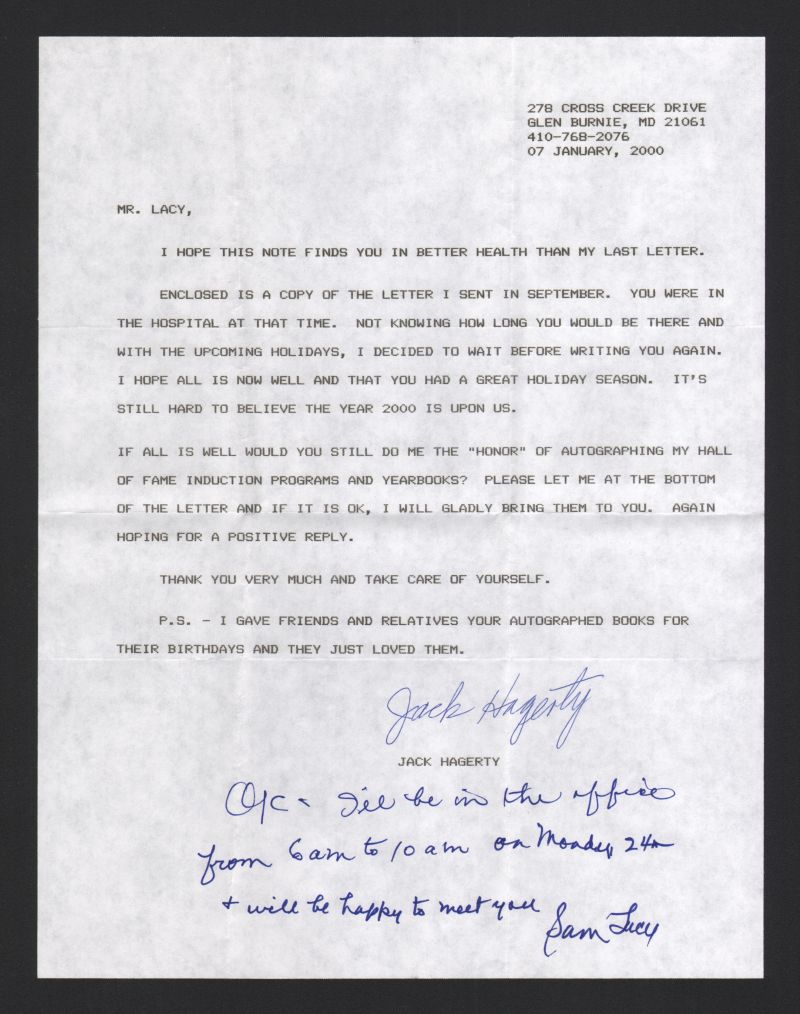 278 CROSS CREEK DRIVE
GLEN BURNIE, MD 21061
410-768-2076
07 JANUARY, 2000
MR. LACY,
I HOPE THIS NOTE FINDS YOU IN BETTER HEALTH THAN MY LAST LETTER.
ENCLOSED IS A COPY OF THE LETTER I SENT IN SEPTEMBER. YOU WERE IN
THE HOSPITAL AT THAT TIME. NOT KNOWING HOW LONG YOU WOULD BE THERE AND
WITH THE UPCOMING HOLIDAYS, I DECIDED TO WAIT BEFORE WRITING YOU AGAIN.
I HOPE ALL IS NOW WELL AND THAT YOU HAD A GREAT HOLIDAY SEASON. IT'S
STILL HARD TO BELIEVE THE YEAR 2000 IS UPON US.
IF ALL IS WELL WOULD YOU STILL DO ME THE "HONOR" OF AUTOGRAPHING MY HALL
OF FAME INDUCTION PROGRAMS AND YEARBOOKS? PLEASE LET ME AT THE BOTTOM
OF THE LETTER AND IF IT IS OK, I WILL GLADLY BRING THEM TO YOU. AGAIN
HOPING FOR A POSITIVE REPLY.
THANK YOU VERY MUCH AND TAKE CARE OF YOURSELF.
P.S. - I GAVE FRIENDS AND RELATIVES YOUR AUTOGRAPHED BOOKS FOR
THEIR BIRTHDAYS AND THEY JUST LOVED THEM.
Jack Hagerty
JACK HAGERTY
O/K - I'll be in the office
from 6am to 10am on Monday, 24th
+ will be happy to meet you
Sam Lacy